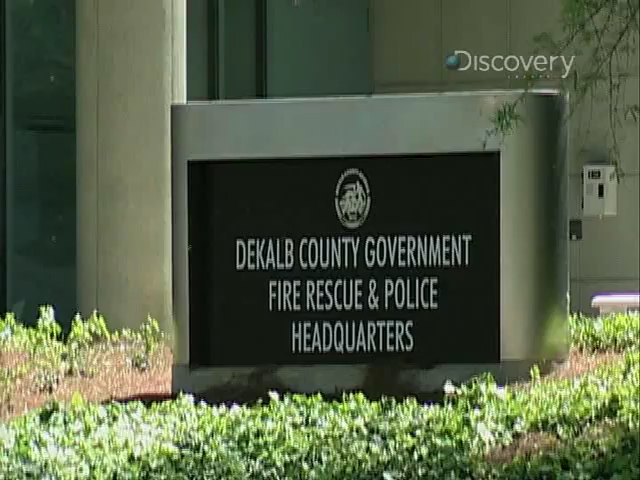 Discovery
DEKALB COUNTY GOVERNMENT
FIRE RESCUE & POLICE
HEADQUARTERS